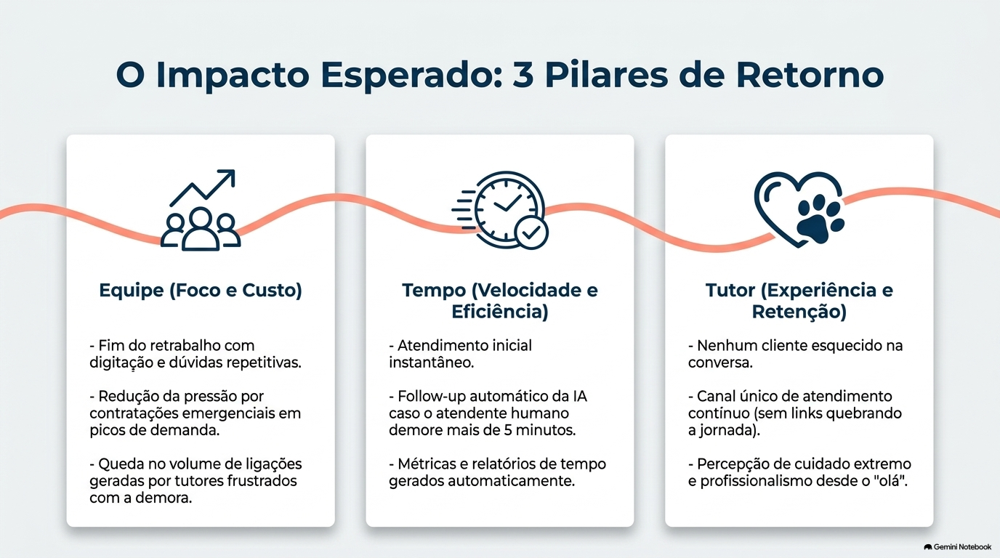 O Impacto Esperado: 3 Pilares de Retorno
Equipe (Foco e Custo)
- Fim do retrabalho com
digitação e dúvidas repetitivas.
- Redução da pressão por
contratações emergenciais em
picos de demanda.
- Queda no volume de ligações
geradas por tutores frustrados
com a demora.
Tempo (Velocidade e
Eficiência)
- Atendimento inicial
instantâneo.
- Follow-up automático da IA
caso o atendente humano
demore mais de 5 minutos.
- Métricas e relatórios de tempo
gerados automaticamente.
Tutor (Experiência e
Retenção)
- Nenhum cliente esquecido na
conversa.
- Canal único de atendimento
contínuo (sem links quebrando
a jornada).
- Percepção de cuidado extremo
e profissionalismo desde o "olá".
Gemini Notebook